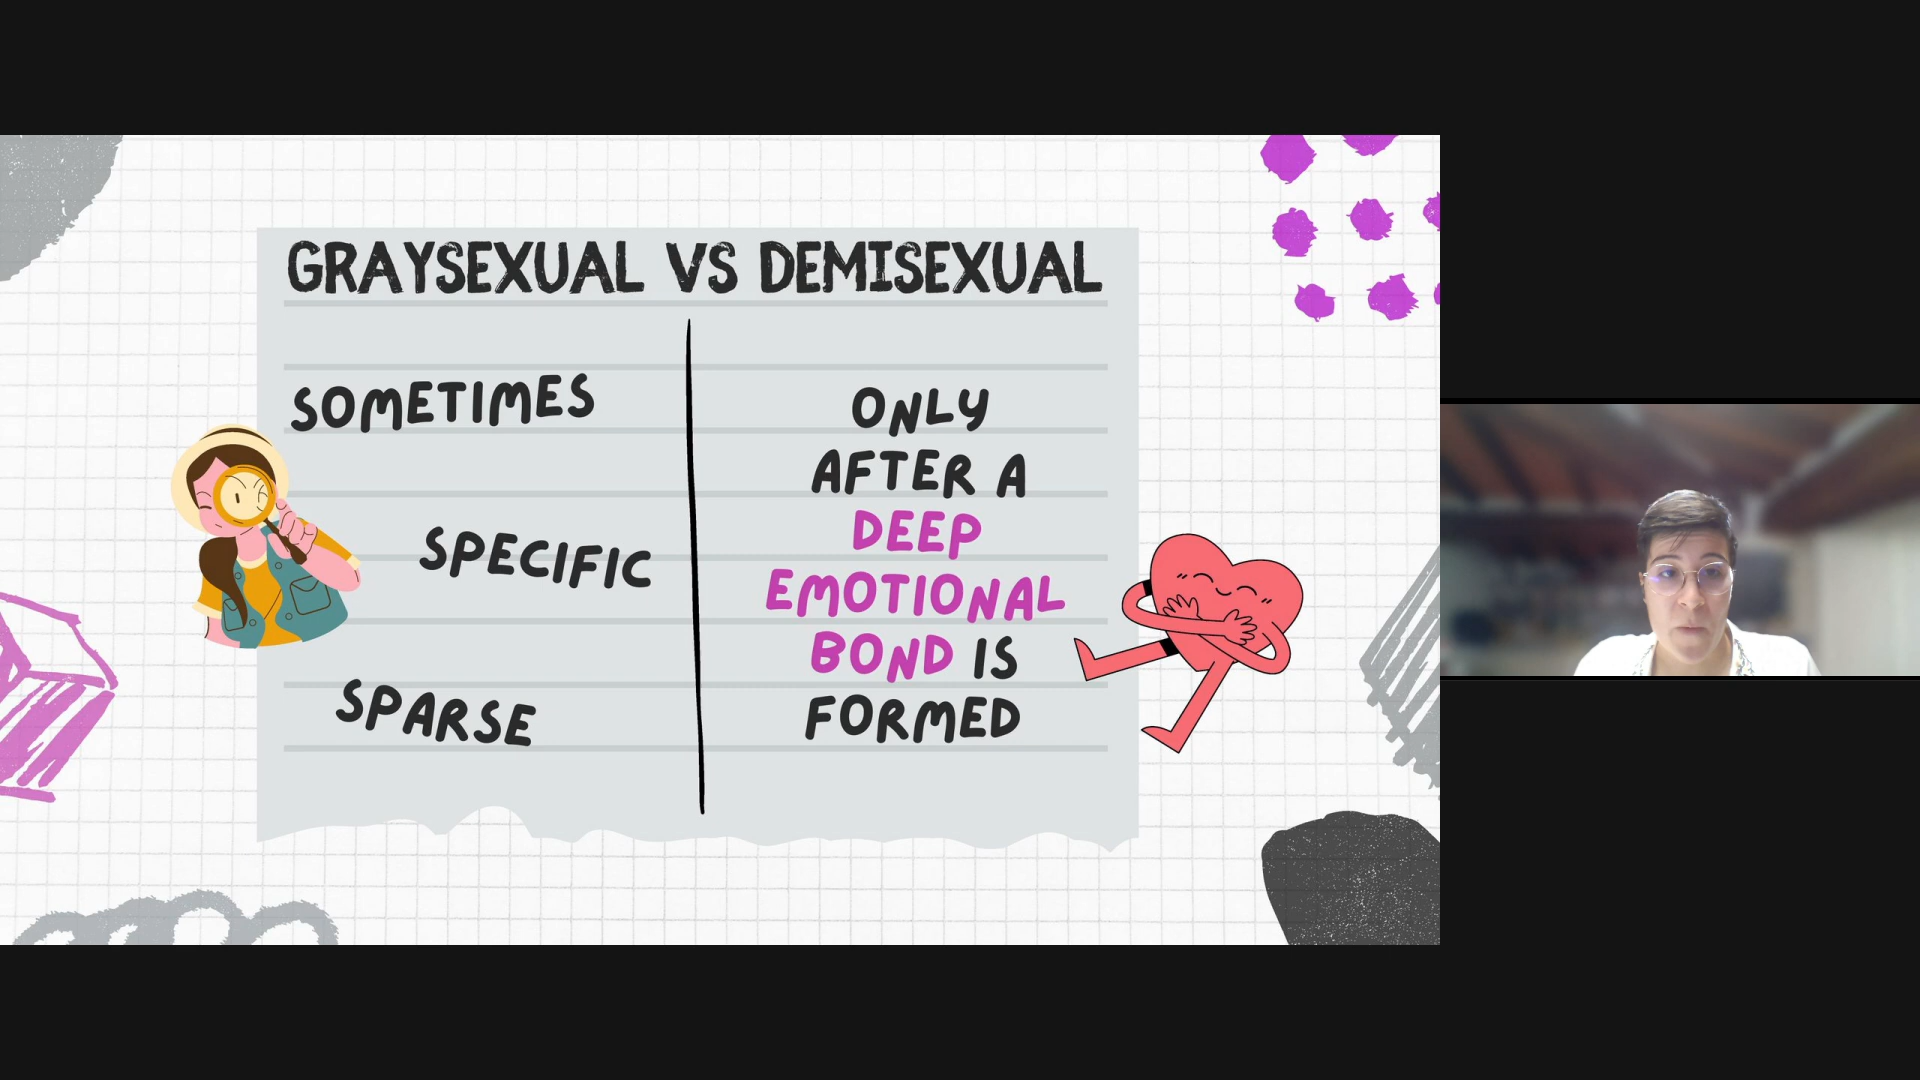 GRAYSEXUAL VS DEMISEXUAL
SOMETIMES
SPECIFIC
SPARSE
ONLY
AFTER A
DEEP
EMOTIONAL
BOND IS
FORMED